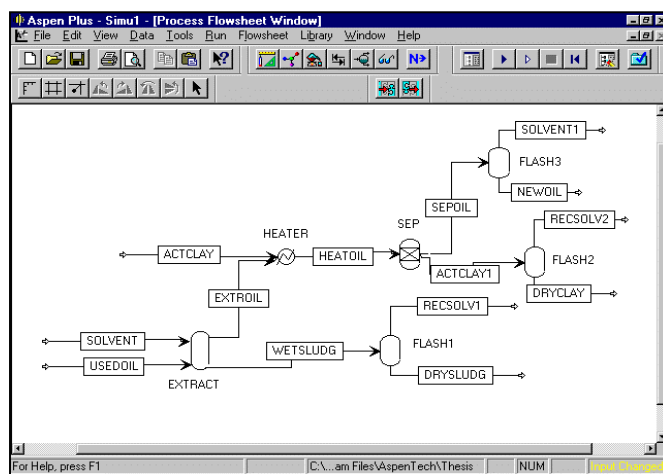 Aspen Plus - Simu1 - [Process Flowsheet Window]
File Edit View Data Tools Run Flowsheet Library Window Help
N>
SOLVENT1
FLASH3
NEWOIL
SEPOIL
RECSOLV2
SEP
HEATER
ACTCLAY
HEATOIL
FLASH2
ACTCLAY1
DRYCLAY
EXTROIL
RECSOLV1
SOLVENT
WETSLUDG
FLASH1
USEDOIL
DRYSLUDG
EXTRACT
For Help, press F1 C:\...am Files\AspenTech\Thesis NUM Input Changed